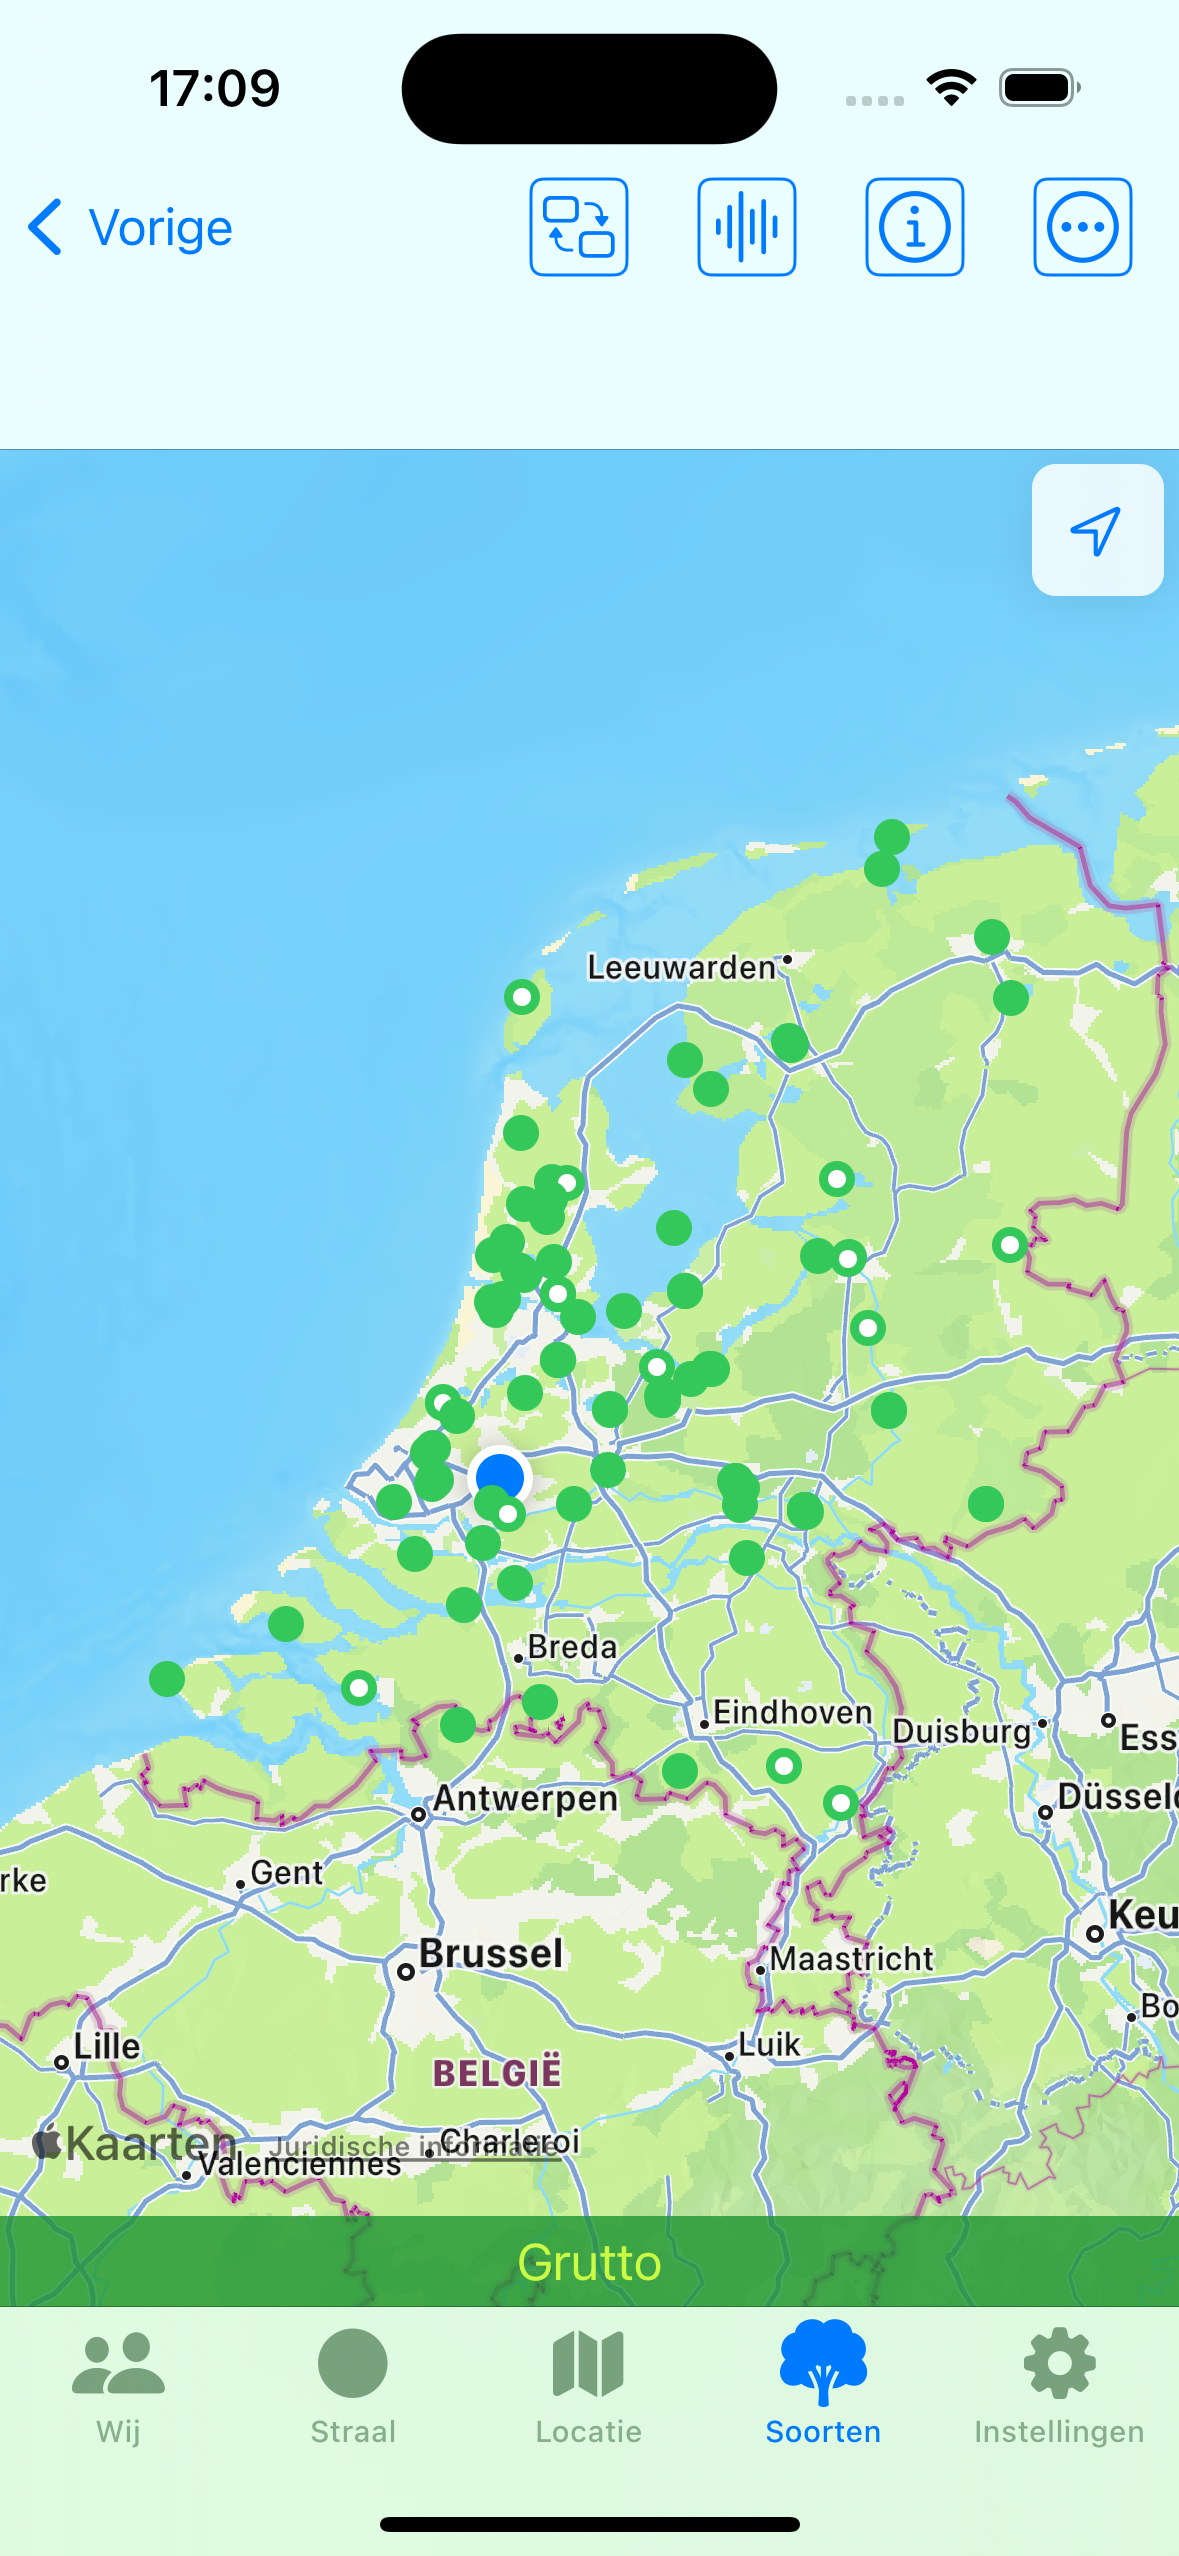 17:09
Vorige
Leeuwarden
Breda
Eindhoven
Duisburg
Ess
Antwerpen
Düsseld
Gent
rke
Keu
Brussel
Maastricht
Bo
Lille
Luik
BELGIË
Kaarten
Juridische informatie
Charleroi
Valenciennes
Grutto
Wij
Straal
Locatie
Soorten
Instellingen